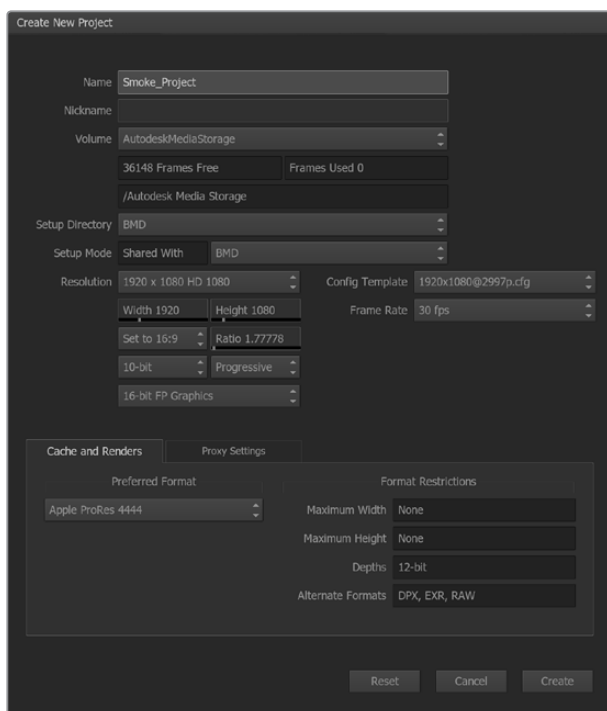 Create New Project
Name Smoke_Project
Nickname
Volume AutodeskMediaStorage
36148 Frames Free Frames Used 0
/Autodesk Media Storage
Setup Directory BMD
Setup Mode Shared With BMD
Resolution 1920 x 1080 HD 1080 Config Template 1920x1080@2997p.cfg
Width 1920 Height 1080 Frame Rate 30 fps
Set to 16:9 Ratio 1.77778
10-bit Progressive
16-bit FP Graphics
Cache and Renders Proxy Settings
Preferred Format Format Restrictions
Apple ProRes 4444 Maximum Width None
Maximum Height None
Depths 12-bit
Alternate Formats DPX, EXR, RAW
Reset Cancel Create